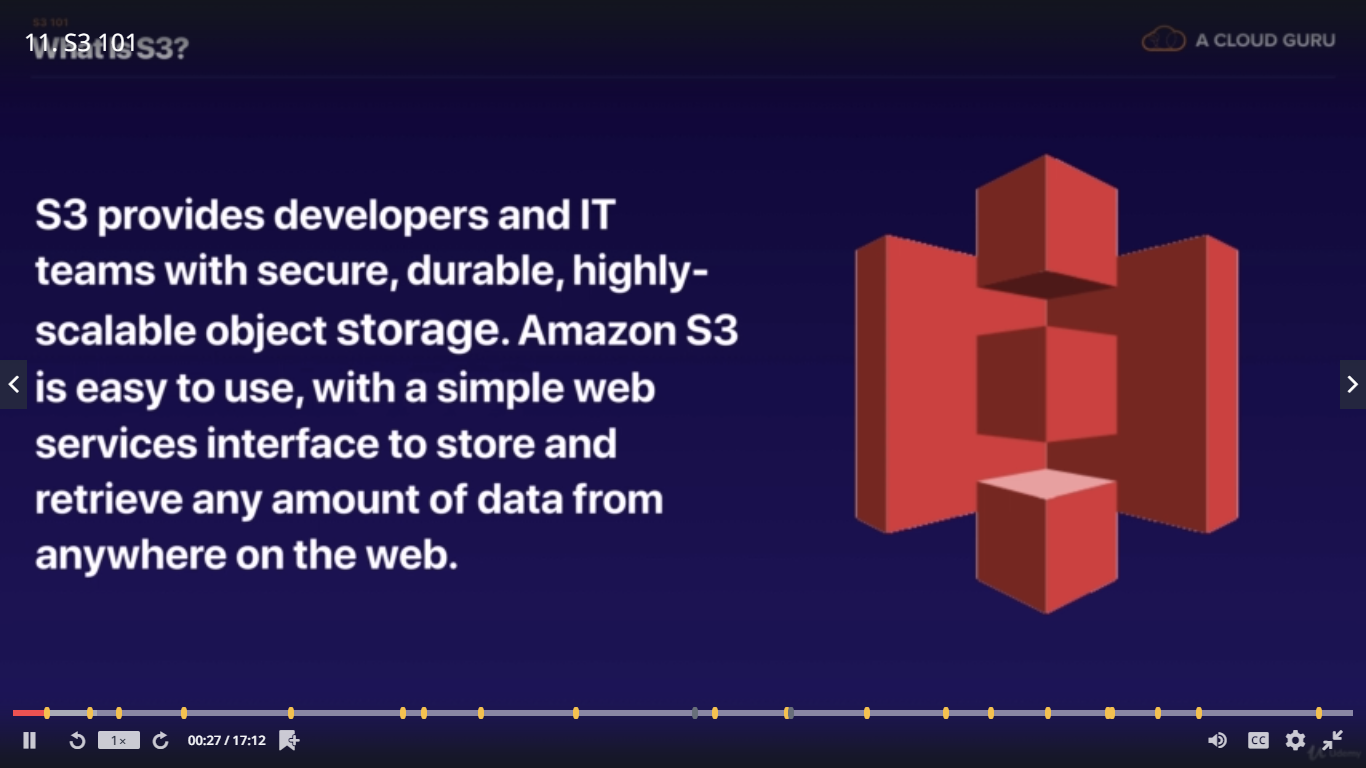 S3 101
11. S3 101
What is S3?
A CLOUD GURU
S3 provides developers and IT
teams with secure, durable, highly-
scalable object storage. Amazon S3
is easy to use, with a simple web
services interface to store and
retrieve any amount of data from
anywhere on the web.
1×
00:27 / 17:12
CC
Udemy